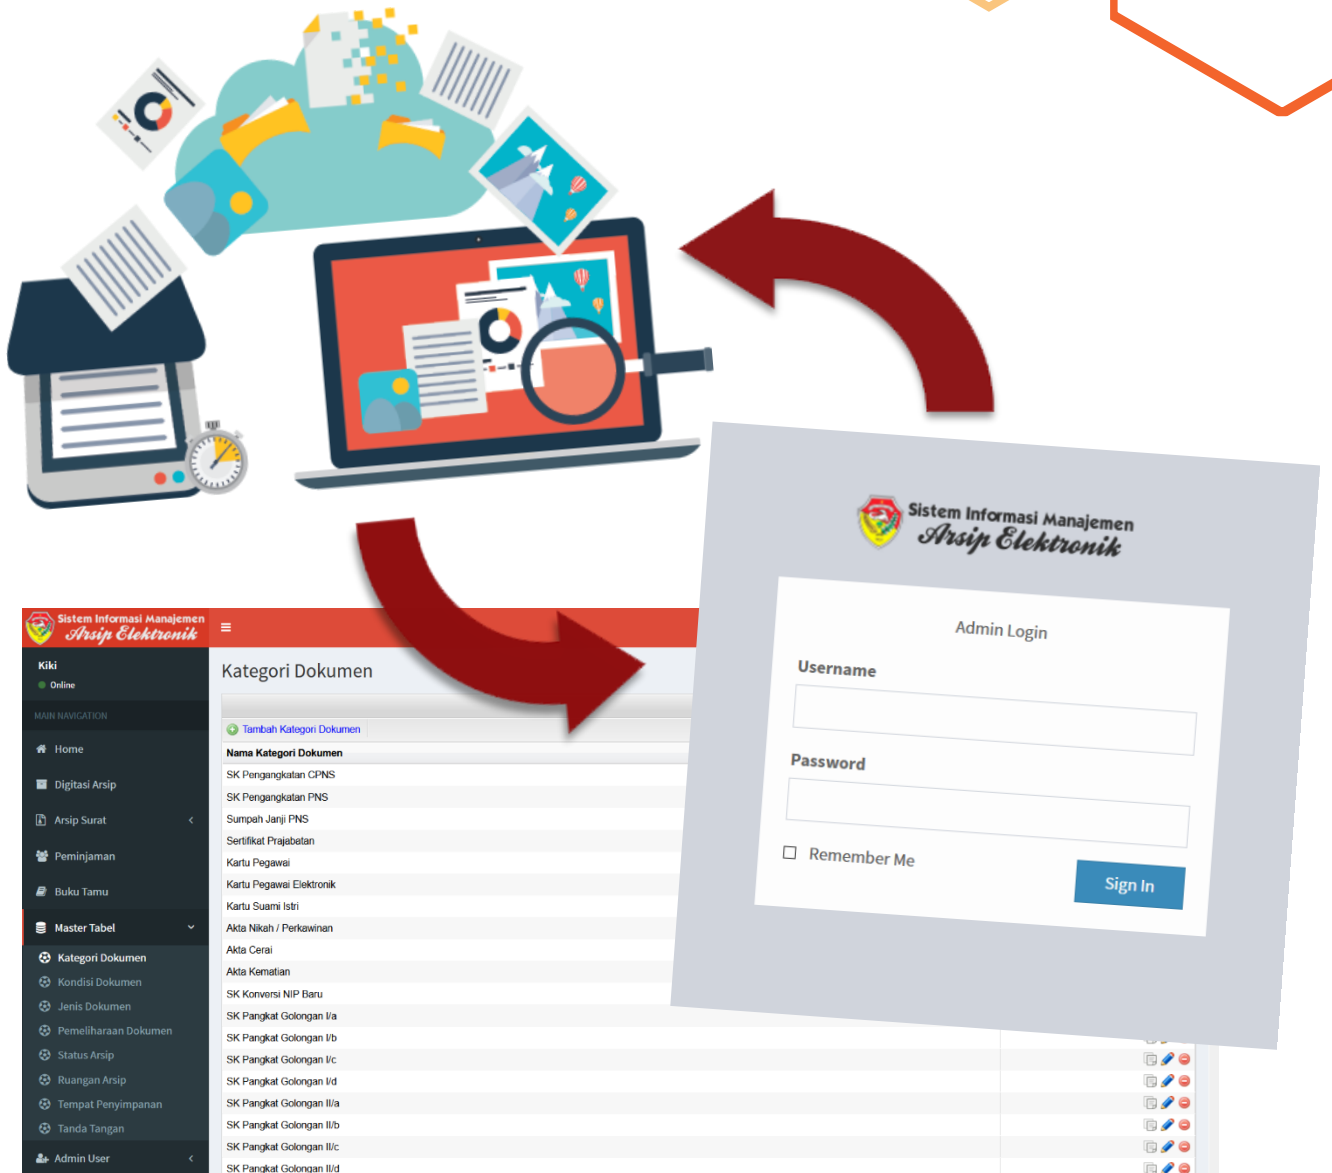 Sistem Informasi Manajemen
Arsip Elektronik
Admin Login
Username
Password
Remember Me
Sign In
Sistem Informasi Manajemen
Arsip Elektronik
Kiki
Online
MAIN NAVIGATION
Home
Digitasi Arsip
Arsip Surat
Peminjaman
Buku Tamu
Master Tabel
Kategori Dokumen
Kondisi Dokumen
Jenis Dokumen
Pemeliharaan Dokumen
Status Arsip
Ruangan Arsip
Tempat Penyimpanan
Tanda Tangan
Admin User
Kategori Dokumen
Tambah Kategori Dokumen
Nama Kategori Dokumen
SK Pengangkatan CPNS
SK Pengangkatan PNS
Sumpah Janji PNS
Sertifikat Prajabatan
Kartu Pegawai
Kartu Pegawai Elektronik
Kartu Suami Istri
Akta Nikah / Perkawinan
Akta Cerai
Akta Kematian
SK Konversi NIP Baru
SK Pangkat Golongan I/a
SK Pangkat Golongan I/b
SK Pangkat Golongan I/c
SK Pangkat Golongan I/d
SK Pangkat Golongan II/a
SK Pangkat Golongan II/b
SK Pangkat Golongan II/c
SK Pangkat Golongan II/d